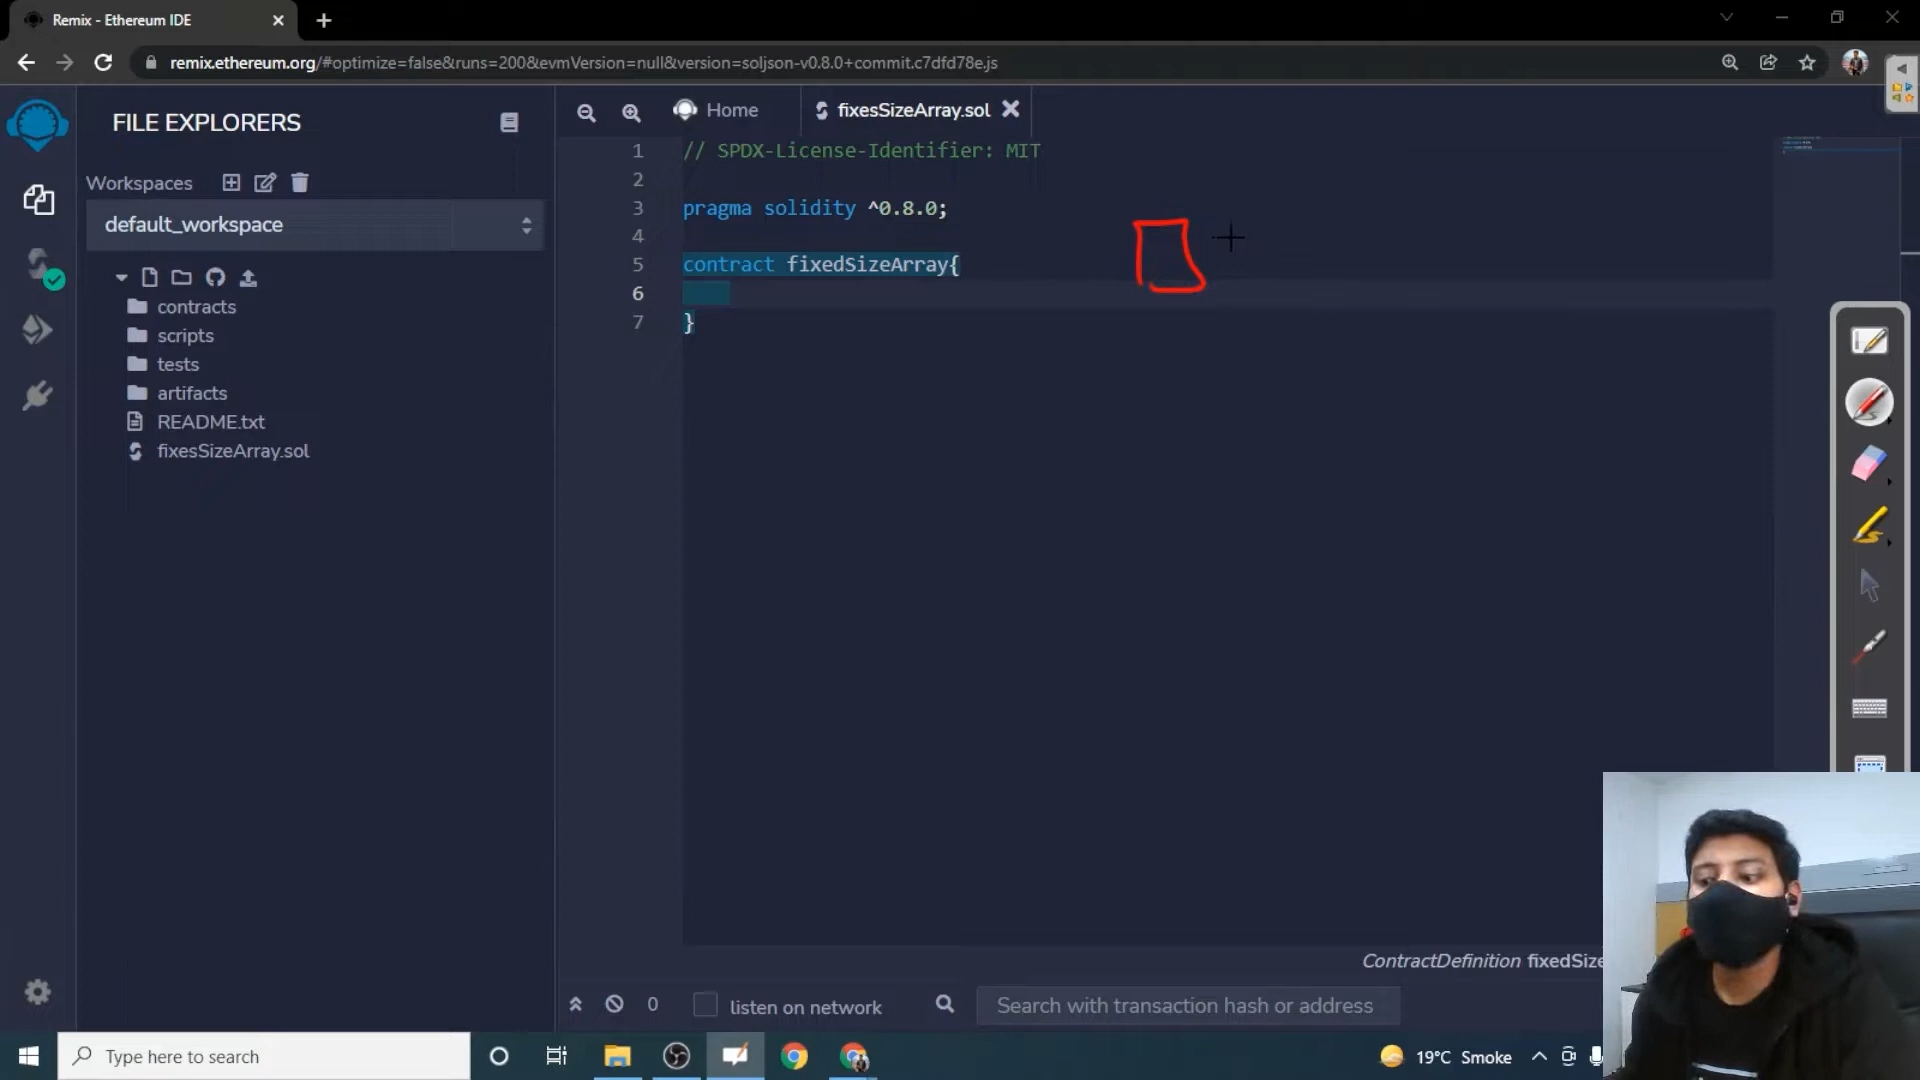 Remix - Ethereum IDE
remix.ethereum.org/#optimize=false&runs=200&evmVersion=null&version=soljson-v0.8.0+commit.c7dfd78e.js
FILE EXPLORERS
Workspaces
default_workspace
contracts
scripts
tests
artifacts
README.txt
fixesSizeArray.sol
Home
fixesSizeArray.sol
1 // SPDX-License-Identifier: MIT
2
3 pragma solidity ^0.8.0;
4
5 contract fixedSizeArray{
6
7 }
ContractDefinition fixedSize
0
listen on network
Search with transaction hash or address
Type here to search
19°C Smoke